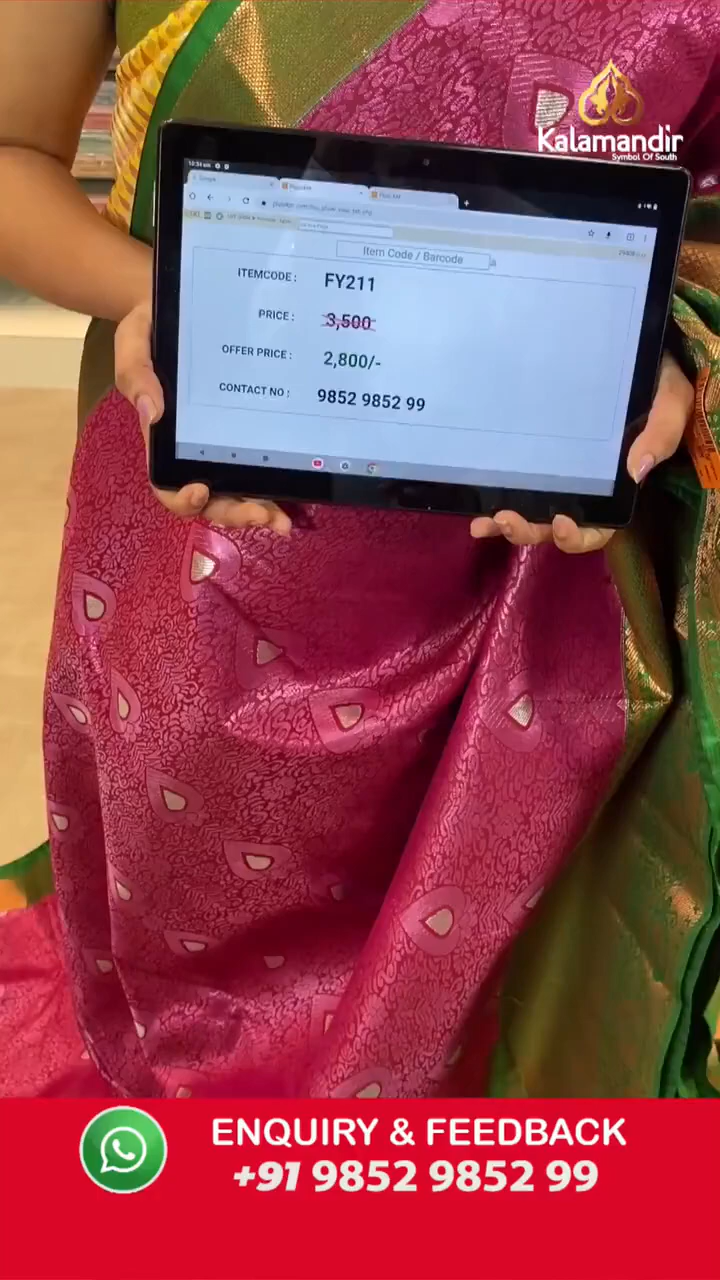 Kalamandir
Symbol Of South
Google
Item Code / Barcode
ITEMCODE : FY211
PRICE : 3,500
OFFER PRICE : 2,800/-
CONTACT NO : 9852 9852 99
ENQUIRY & FEEDBACK
+91 9852 9852 99